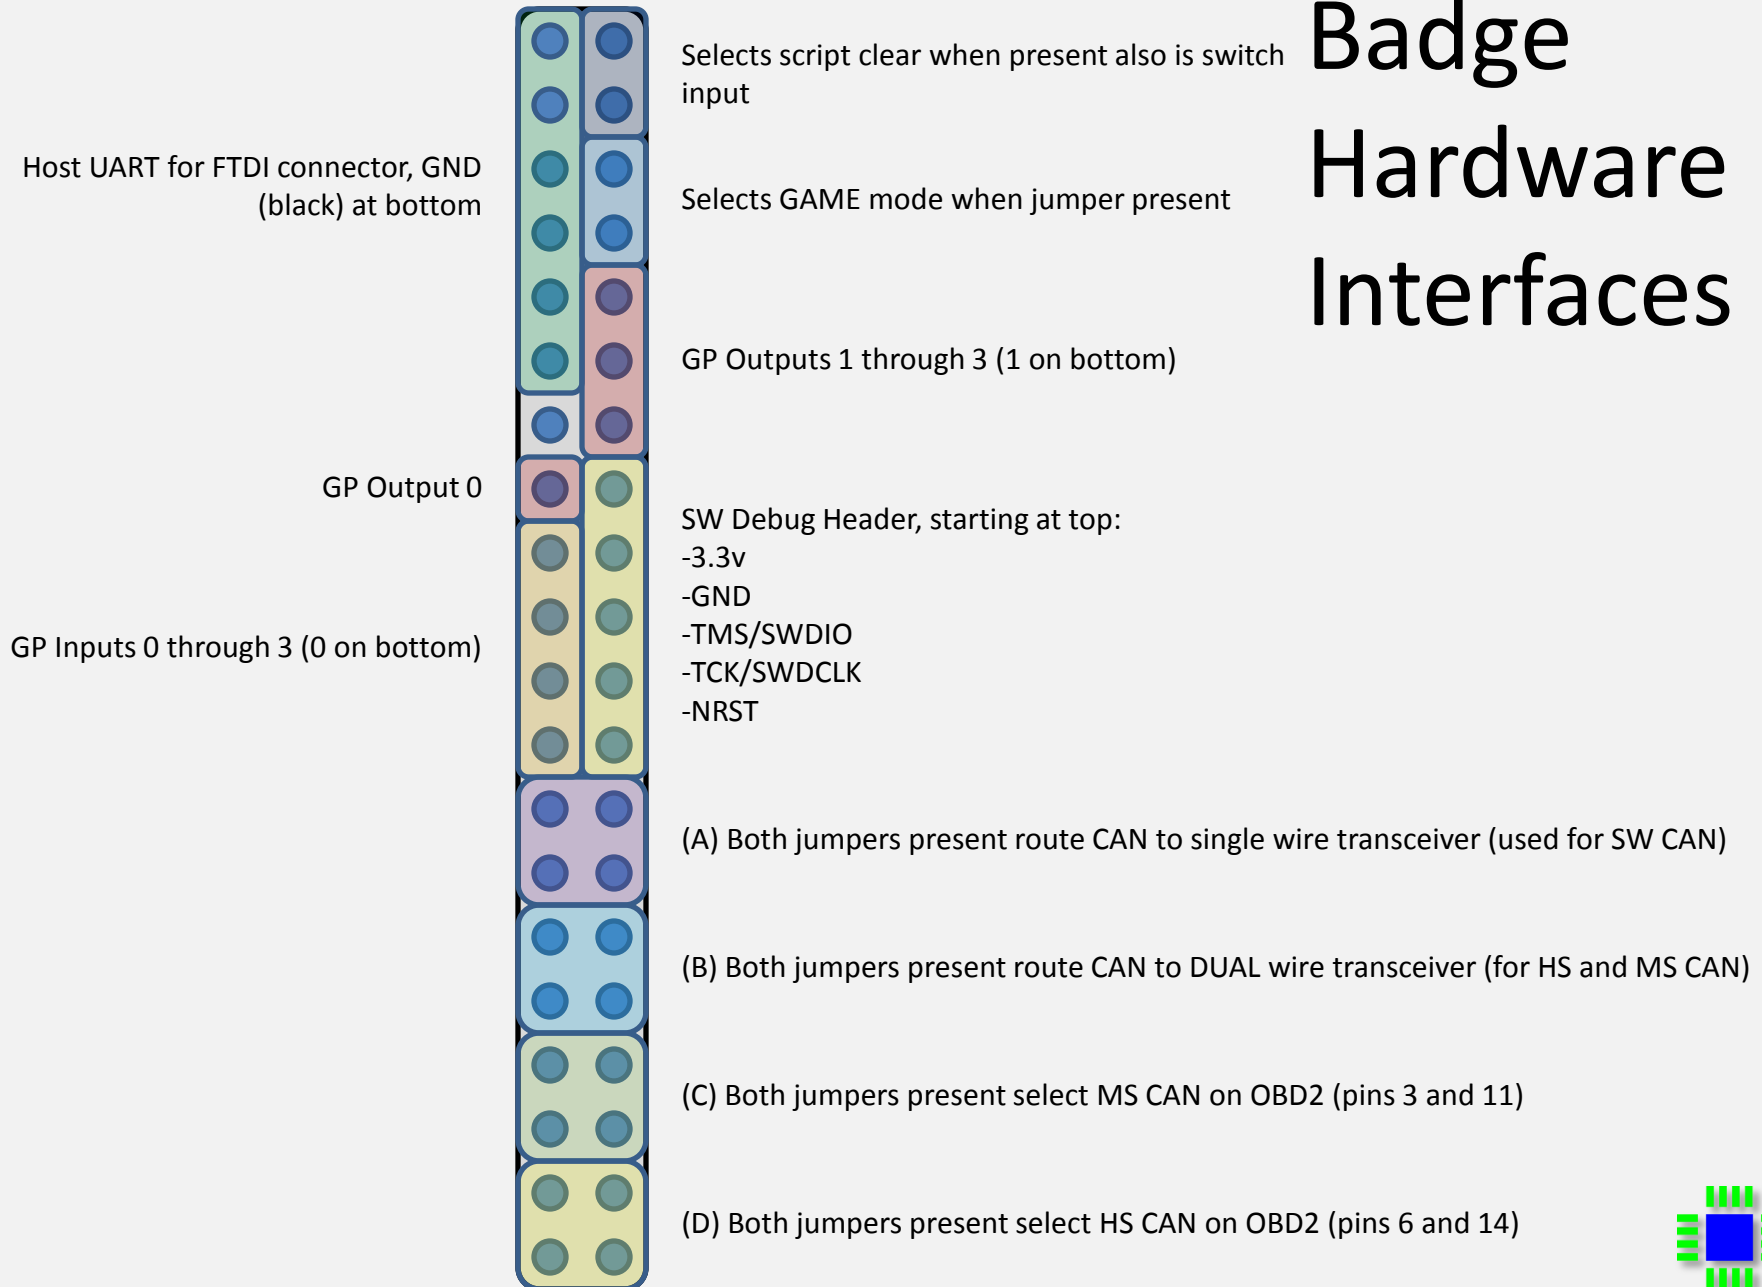 Badge
Hardware
Interfaces
Selects script clear when present also is switch
input
Host UART for FTDI connector, GND
(black) at bottom
Selects GAME mode when jumper present
GP Outputs 1 through 3 (1 on bottom)
GP Output 0
SW Debug Header, starting at top:
-3.3v
-GND
-TMS/SWDIO
-TCK/SWDCLK
-NRST
GP Inputs 0 through 3 (0 on bottom)
(A) Both jumpers present route CAN to single wire transceiver (used for SW CAN)
(B) Both jumpers present route CAN to DUAL wire transceiver (for HS and MS CAN)
(C) Both jumpers present select MS CAN on OBD2 (pins 3 and 11)
(D) Both jumpers present select HS CAN on OBD2 (pins 6 and 14)